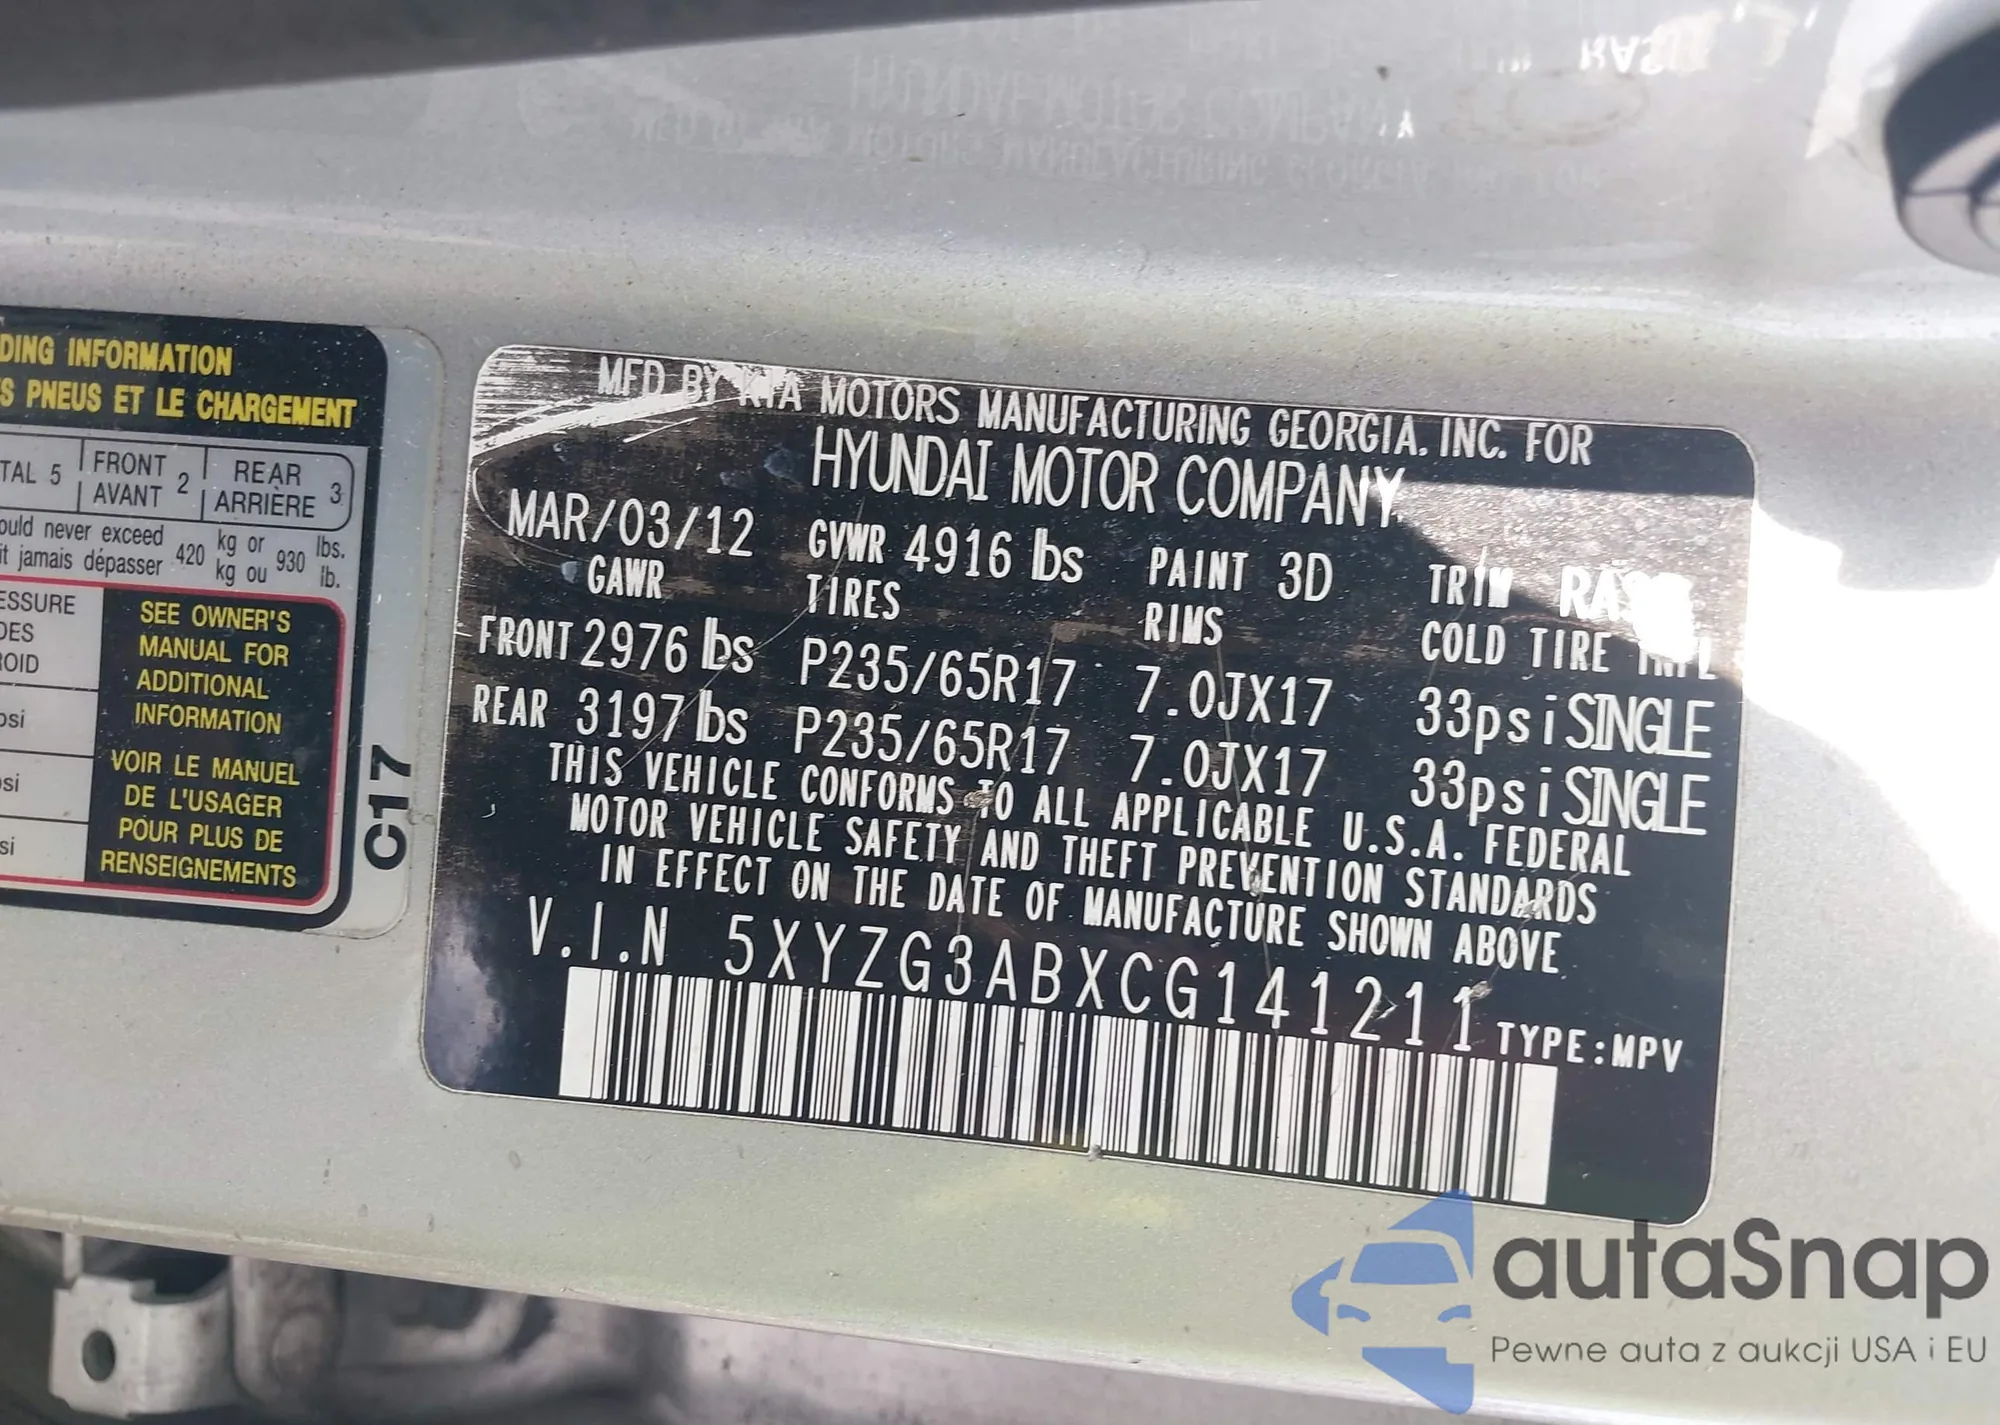 DING INFORMATION
S PNEUS ET LE CHARGEMENT
TAL 5 FRONT AVANT 2 REAR ARRIÈRE 3
ould never exceed
it jamais dépasser 420 kg or kg ou 930 lbs. lb.
ESSURE
DES
ROID
psi
psi
si
SEE OWNER'S
MANUAL FOR
ADDITIONAL
INFORMATION
VOIR LE MANUEL
DE L'USAGER
POUR PLUS DE
RENSEIGNEMENTS
C17
MFD BY KIA MOTORS MANUFACTURING GEORGIA. INC. FOR
HYUNDAI MOTOR COMPANY
MAR/03/12 GVWR 4916 lbs PAINT 3D TRIM
GAWR TIRES RIMS COLD TIRE INFL
FRONT 2976 lbs P235/65R17 7.0JX17 33psi SINGLE
REAR 3197 lbs P235/65R17 7.0JX17 33psi SINGLE
THIS VEHICLE CONFORMS TO ALL APPLICABLE U.S.A. FEDERAL
MOTOR VEHICLE SAFETY AND THEFT PREVENTION STANDARDS
IN EFFECT ON THE DATE OF MANUFACTURE SHOWN ABOVE
V.I.N 5XYZG3ABXCG141211 TYPE:MPV
autaSnap
Pewne auta z aukcji USA i EU